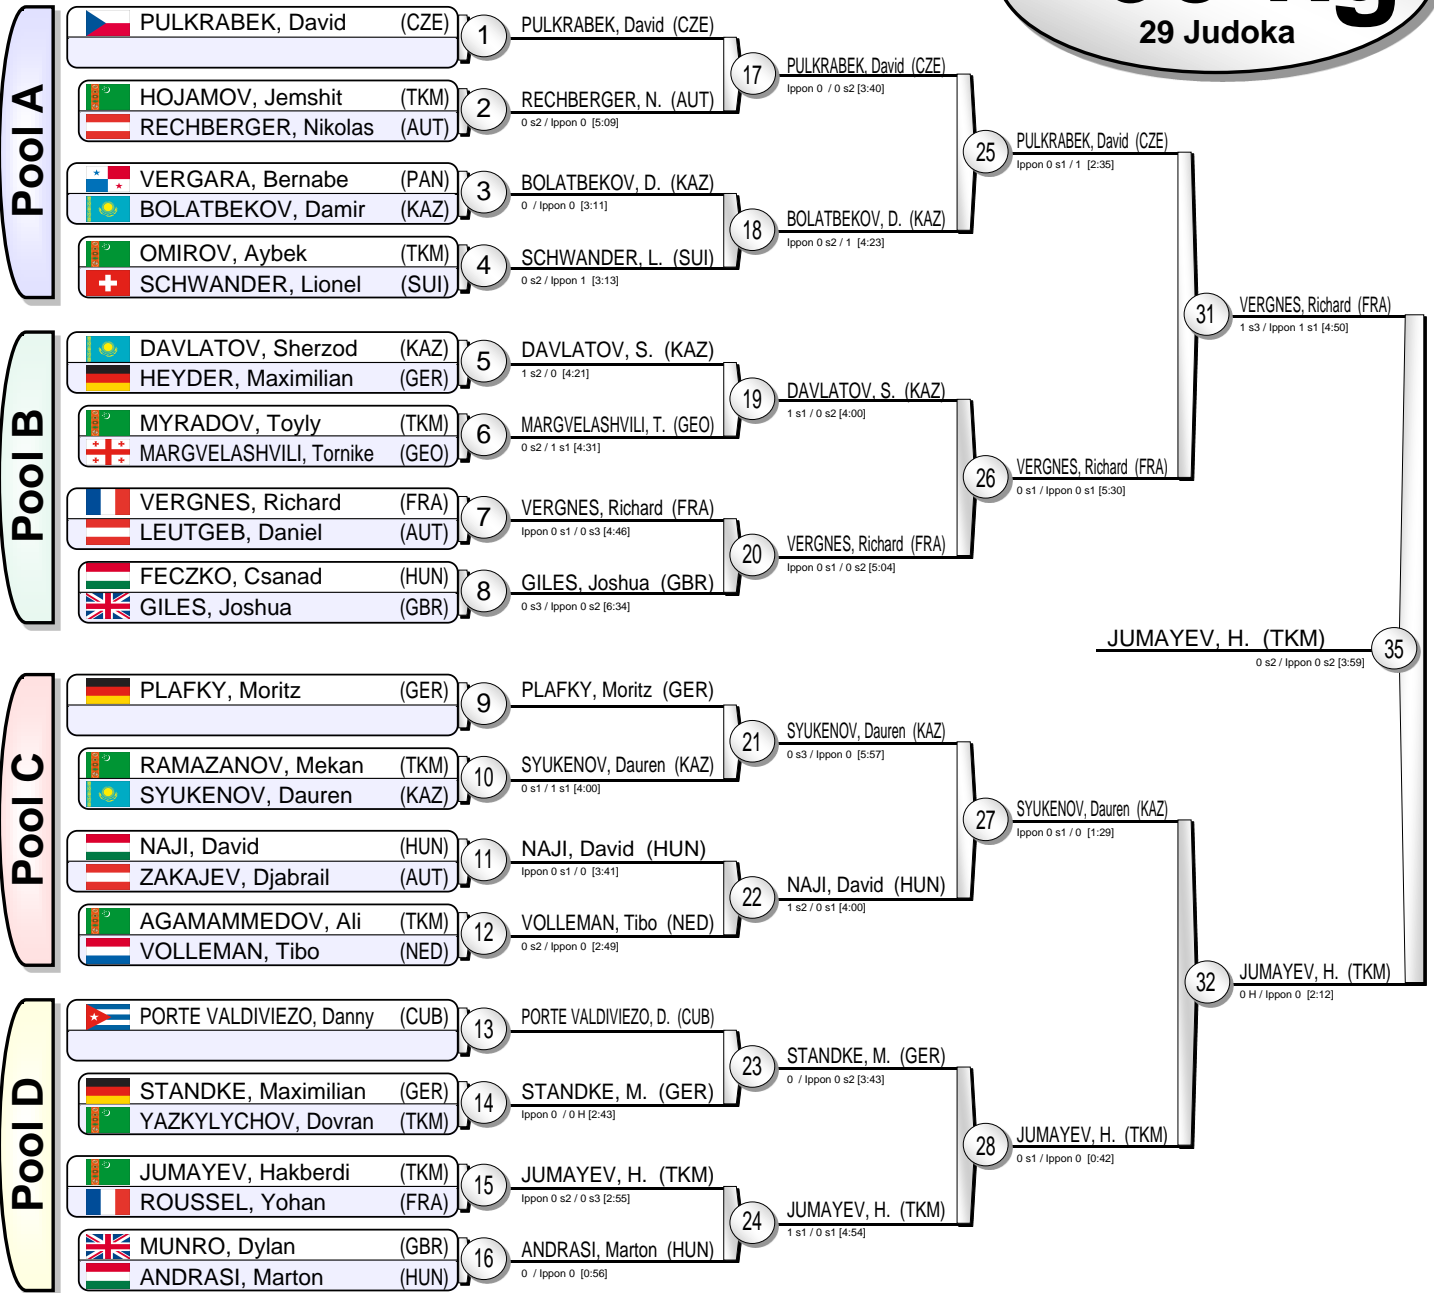 29 Judoka
Pool A
PULKRABEK, David (CZE)
1
HOJAMOV, Jemshit (TKM)
RECHBERGER, Nikolas (AUT)
2
VERGARA, Bernabe (PAN)
BOLATBEKOV, Damir (KAZ)
3
OMIROV, Aybek (TKM)
SCHWANDER, Lionel (SUI)
4
Pool B
DAVLATOV, Sherzod (KAZ)
HEYDER, Maximilian (GER)
5
MYRADOV, Toyly (TKM)
MARGVELASHVILI, Tornike (GEO)
6
VERGNES, Richard (FRA)
LEUTGEB, Daniel (AUT)
7
FECZKO, Csanad (HUN)
GILES, Joshua (GBR)
8
Pool C
PLAFKY, Moritz (GER)
9
RAMAZANOV, Mekan (TKM)
SYUKENOV, Dauren (KAZ)
10
NAJI, David (HUN)
ZAKAJEV, Djabrail (AUT)
11
AGAMAMMEDOV, Ali (TKM)
VOLLEMAN, Tibo (NED)
12
Pool D
PORTE VALDIVIEZO, Danny (CUB)
13
STANDKE, Maximilian (GER)
YAZKYLYCHOV, Dovran (TKM)
14
JUMAYEV, Hakberdi (TKM)
ROUSSEL, Yohan (FRA)
15
MUNRO, Dylan (GBR)
ANDRASI, Marton (HUN)
16
PULKRABEK, David (CZE)
RECHBERGER, N. (AUT)
0 s2 / Ippon 0 [5:09]
17
BOLATBEKOV, D. (KAZ)
0 / Ippon 0 [3:11]
SCHWANDER, L. (SUI)
0 s2 / Ippon 1 [3:13]
18
DAVLATOV, S. (KAZ)
1 s2 / 0 [4:21]
MARGVELASHVILI, T. (GEO)
0 s2 / 1 s1 [4:31]
19
VERGNES, Richard (FRA)
Ippon 0 s1 / 0 s3 [4:46]
GILES, Joshua (GBR)
0 s3 / Ippon 0 s2 [6:34]
20
PLAFKY, Moritz (GER)
SYUKENOV, Dauren (KAZ)
0 s1 / 1 s1 [4:00]
21
NAJI, David (HUN)
Ippon 0 s1 / 0 [3:41]
VOLLEMAN, Tibo (NED)
0 s2 / Ippon 0 [2:49]
22
PORTE VALDIVIEZO, D. (CUB)
STANDKE, M. (GER)
Ippon 0 / 0 H [2:43]
23
JUMAYEV, H. (TKM)
Ippon 0 s2 / 0 s3 [2:55]
ANDRASI, Marton (HUN)
0 / Ippon 0 [0:56]
24
PULKRABEK, David (CZE)
Ippon 0 / 0 s2 [3:40]
BOLATBEKOV, D. (KAZ)
Ippon 0 s2 / 1 [4:23]
25
DAVLATOV, S. (KAZ)
1 s1 / 0 s2 [4:00]
VERGNES, Richard (FRA)
Ippon 0 s1 / 0 s2 [5:04]
26
SYUKENOV, Dauren (KAZ)
0 s3 / Ippon 0 [5:57]
NAJI, David (HUN)
1 s2 / 0 s1 [4:00]
27
STANDKE, M. (GER)
0 / Ippon 0 s2 [3:43]
JUMAYEV, H. (TKM)
1 s1 / 0 s1 [4:54]
28
PULKRABEK, David (CZE)
Ippon 0 s1 / 1 [2:35]
VERGNES, Richard (FRA)
0 s1 / Ippon 0 s1 [5:30]
31
SYUKENOV, Dauren (KAZ)
Ippon 0 s1 / 0 [1:29]
JUMAYEV, H. (TKM)
0 s1 / Ippon 0 [0:42]
32
VERGNES, Richard (FRA)
1 s3 / Ippon 1 s1 [4:50]
JUMAYEV, H. (TKM)
0 H / Ippon 0 [2:12]
35
JUMAYEV, H. (TKM)
0 s2 / Ippon 0 s2 [3:59]